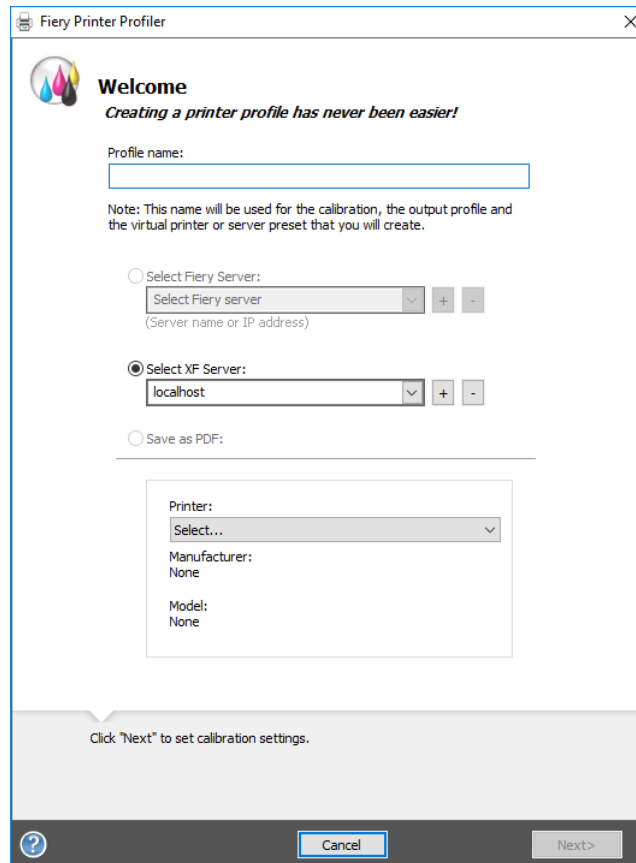 Fiery Printer Profiler
Welcome
Creating a printer profile has never been easier!
Profile name:
Note: This name will be used for the calibration, the output profile and
the virtual printer or server preset that you will create.
Select Fiery Server:
Select Fiery server
+ -
(Server name or IP address)
Select XF Server:
localhost
+ -
Save as PDF:
Printer:
Select...
Manufacturer:
None
Model:
None
Click "Next" to set calibration settings.
? Cancel Next>